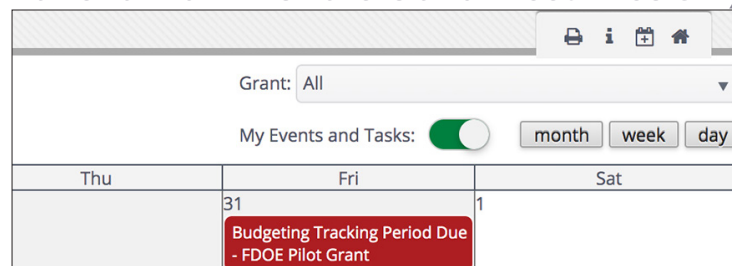 Grant: All
My Events and Tasks: month week day
Thu Fri Sat
31 1
Budgeting Tracking Period Due
- FDOE Pilot Grant